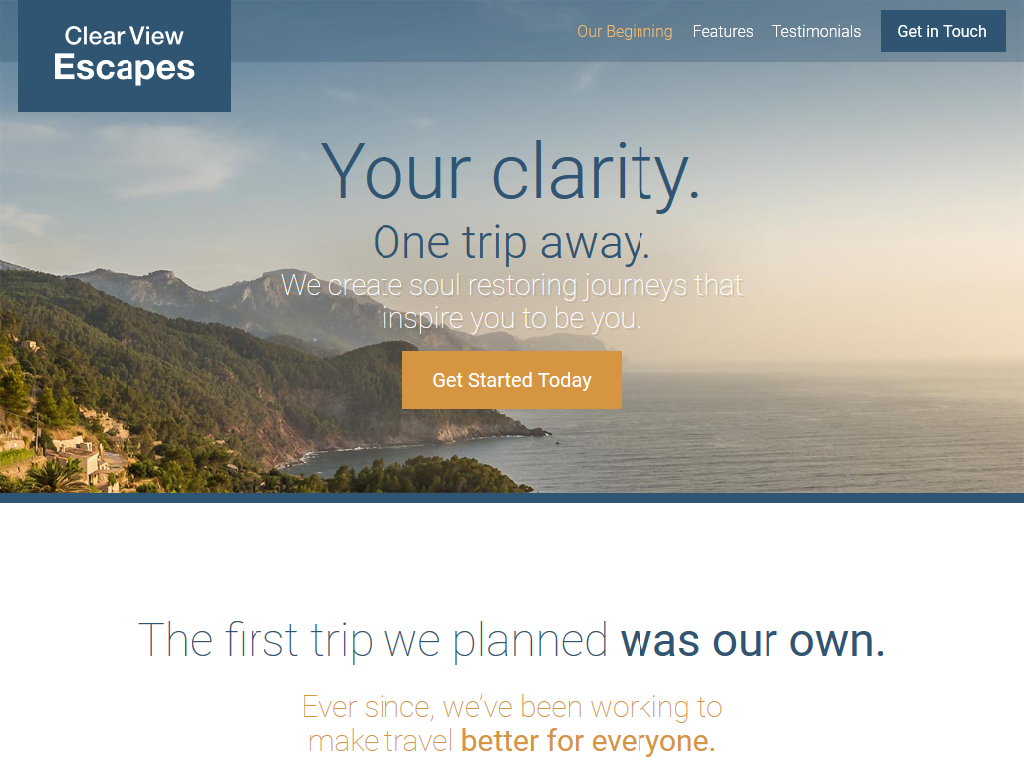 Clear View
Escapes
Our Beginning
Features
Testimonials
Get in Touch
Your clarity.
One trip away.
We create soul restoring journeys that
inspire you to be you.
Get Started Today
The first trip we planned was our own.
Ever since, we've been working to
make travel better for everyone.